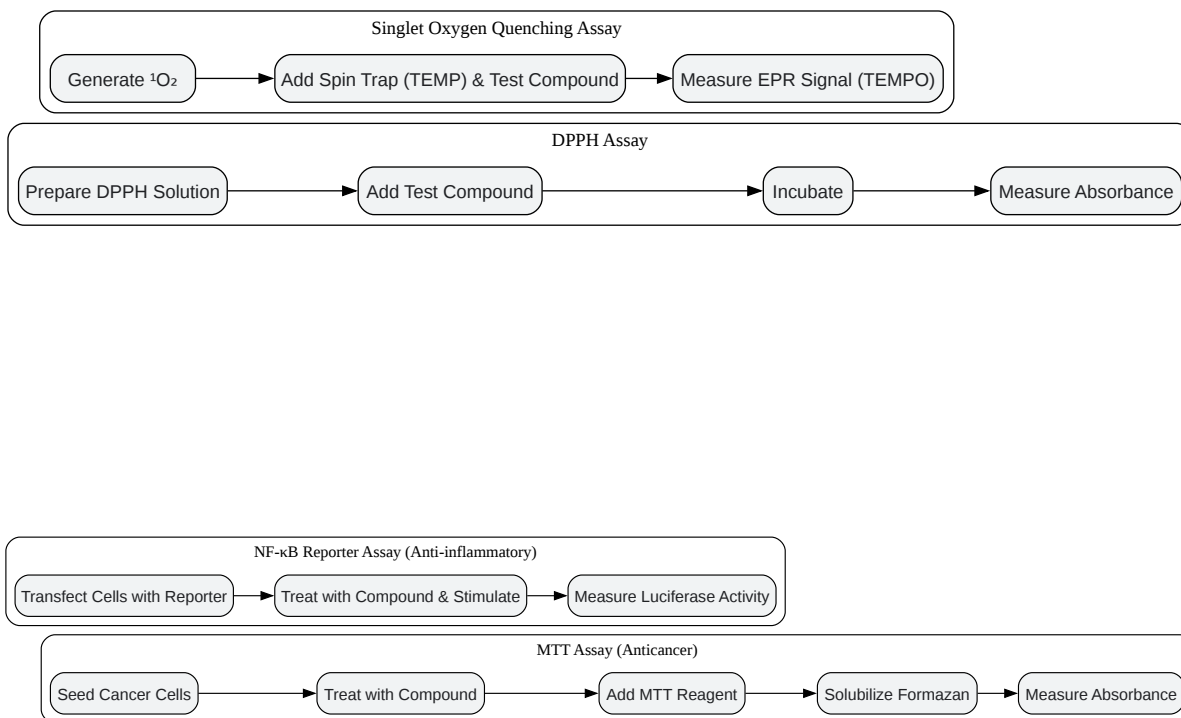 Singlet Oxygen Quenching Assay
Generate ¹O₂
Add Spin Trap (TEMP) & Test Compound
Measure EPR Signal (TEMPO)
DPPH Assay
Prepare DPPH Solution
Add Test Compound
Incubate
Measure Absorbance
NF-κB Reporter Assay (Anti-inflammatory)
Transfect Cells with Reporter
Treat with Compound & Stimulate
Measure Luciferase Activity
MTT Assay (Anticancer)
Seed Cancer Cells
Treat with Compound
Add MTT Reagent
Solubilize Formazan
Measure Absorbance